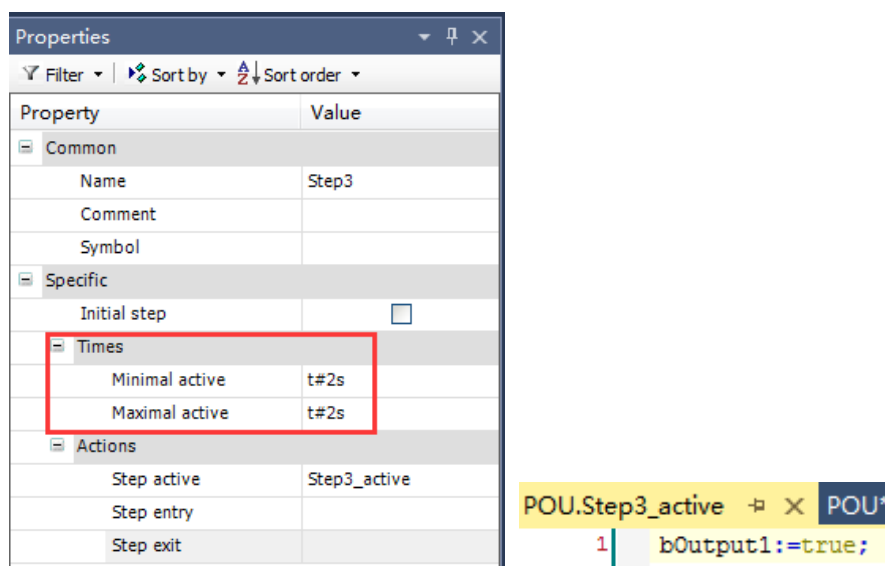 Properties
Filter Sort by Sort order
Property Value
Common
Name Step3
Comment
Symbol
Specific
Initial step
Times
Minimal active t#2s
Maximal active t#2s
Actions
Step active Step3_active
Step entry
Step exit
POU.Step3_active POU*
1 bOutput1:=true;